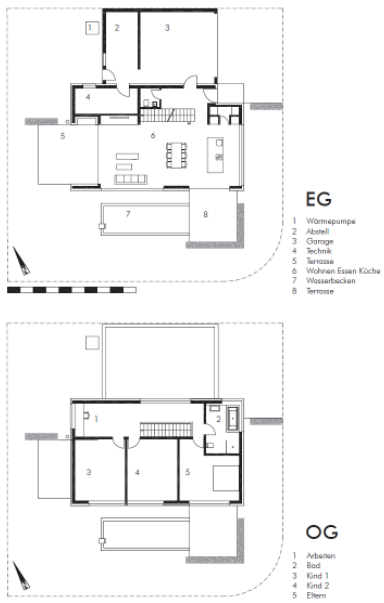 1
2
3
4
5
6
7
8
EG
1 Wärmepumpe
2 Abstell
3 Garage
4 Technik
5 Terrasse
6 Wohnen Essen Küche
7 Wasserbecken
8 Terrasse
1
2
3
4
5
OG
1 Arbeiten
2 Bad
3 Kind 1
4 Kind 2
5 Eltern